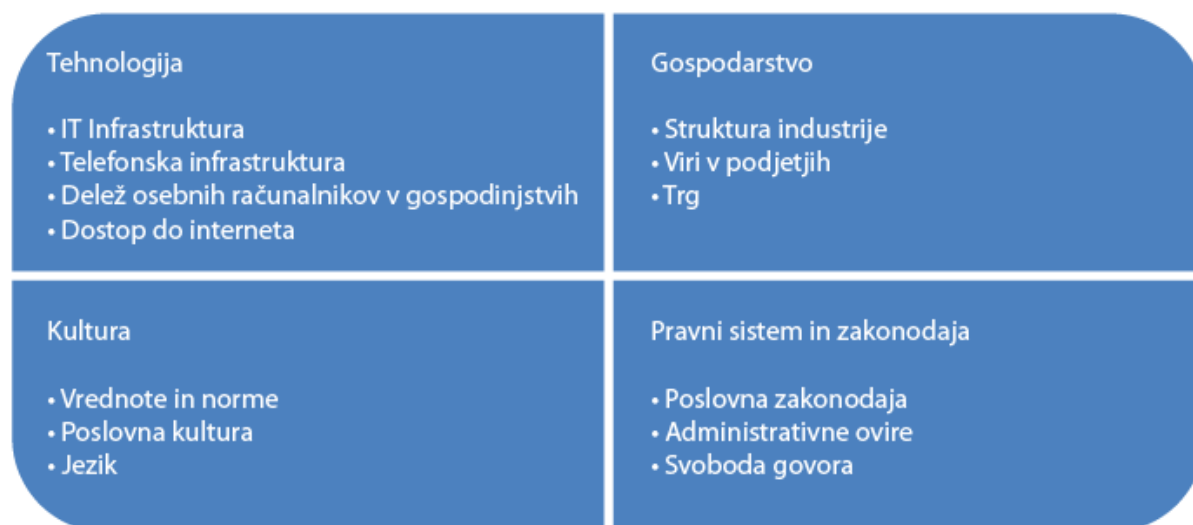 Tehnologija
• IT Infrastruktura
• Telefonska infrastruktura
• Delež osebnih računalnikov v gospodinjstvih
• Dostop do interneta
Gospodarstvo
• Struktura industrije
• Viri v podjetjih
• Trg
Kultura
• Vrednote in norme
• Poslovna kultura
• Jezik
Pravni sistem in zakonodaja
• Poslovna zakonodaja
• Administrativne ovire
• Svoboda govora